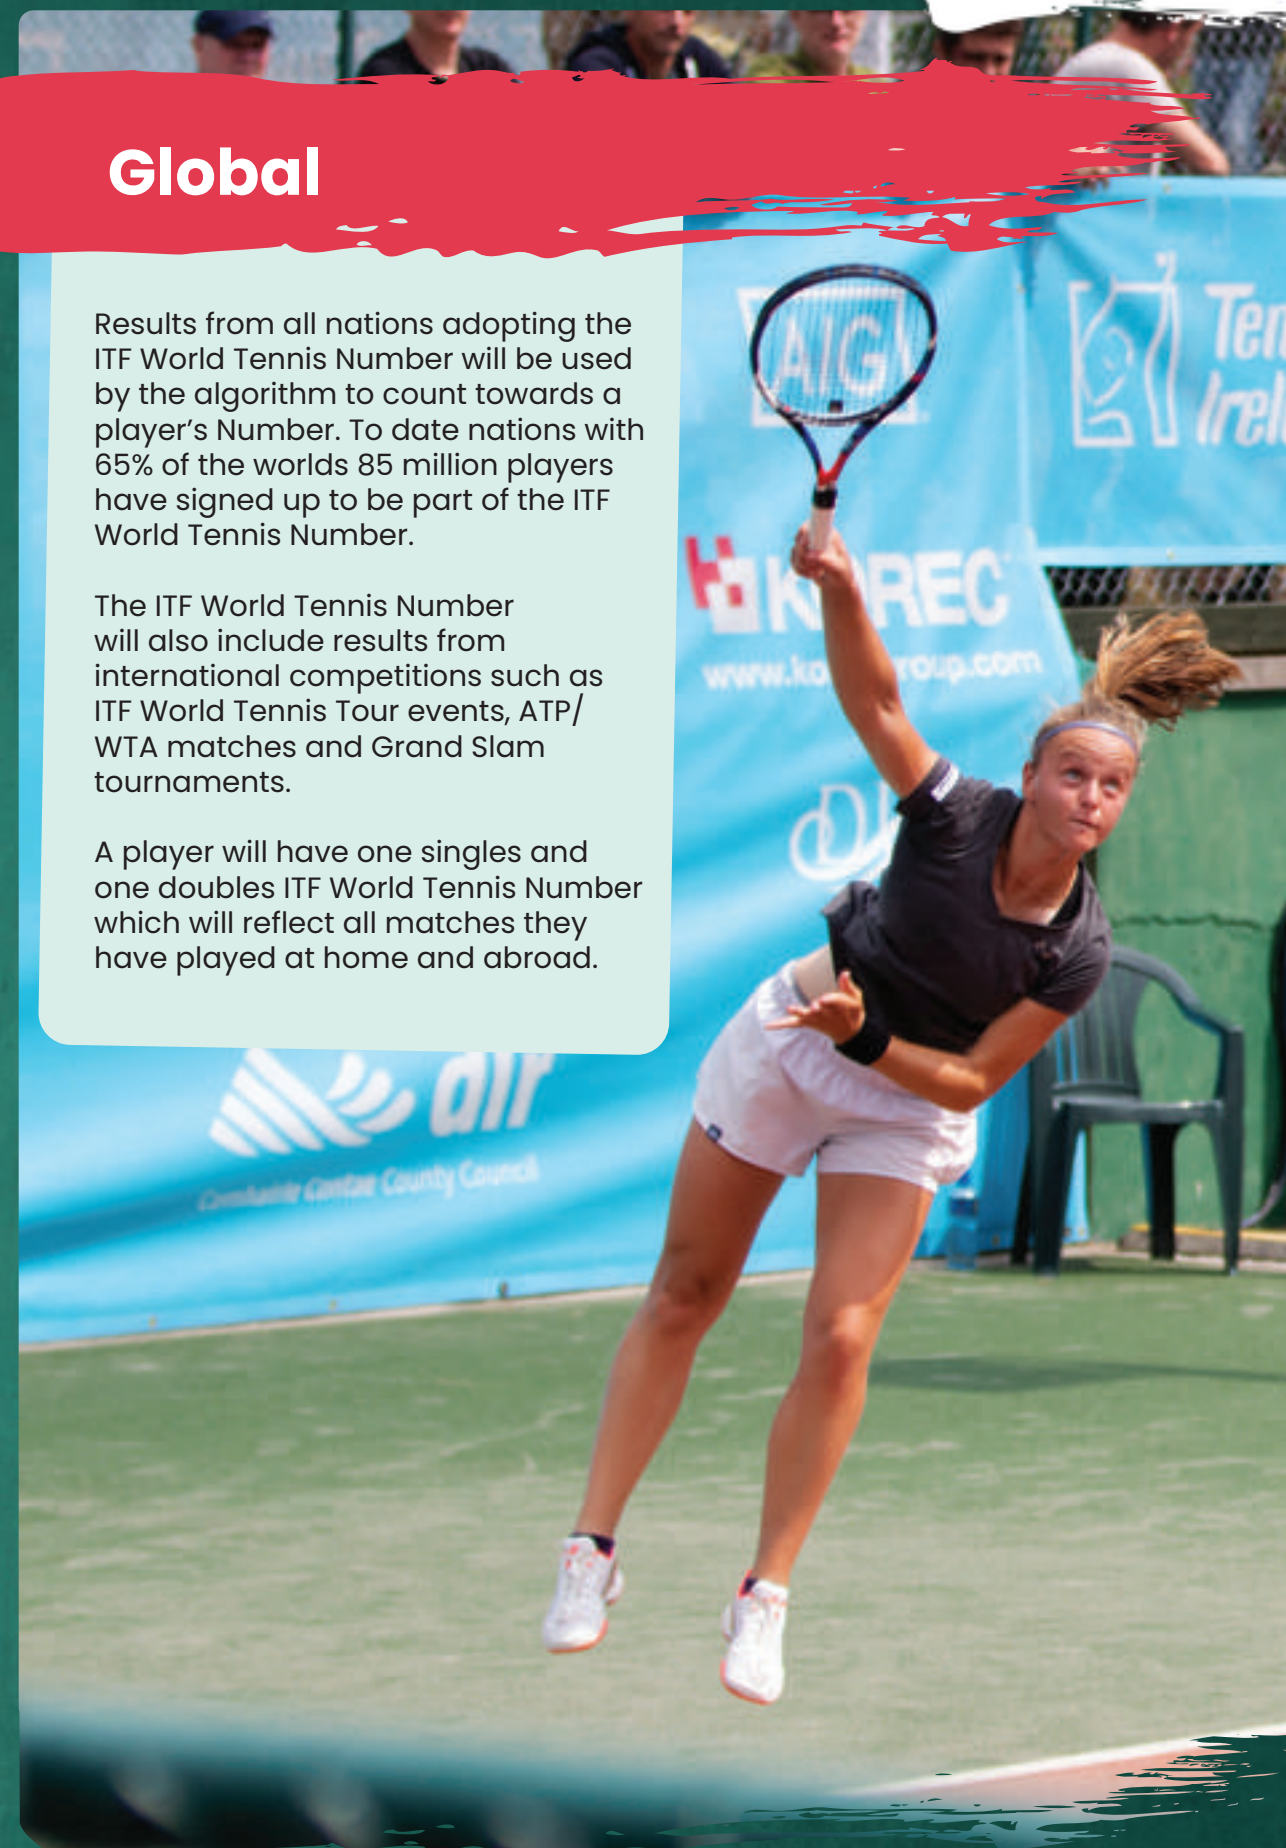 Global
Results from all nations adopting the
ITF World Tennis Number will be used
by the algorithm to count towards a
player's Number. To date nations with
65% of the worlds 85 million players
have signed up to be part of the ITF
World Tennis Number.
The ITF World Tennis Number
will also include results from
international competitions such as
ITF World Tennis Tour events, ATP/
WTA matches and Grand Slam
tournaments.
A player will have one singles and
one doubles ITF World Tennis Number
which will reflect all matches they
have played at home and abroad.
AIG
County Council